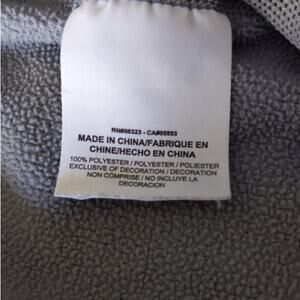 RN#56323 - CA#05553
MADE IN CHINA/FABRIQUE EN
CHINE/HECHO EN CHINA
100% POLYESTER / POLYESTER / POLIESTER
EXCLUSIVE OF DECORATION / DECORATION
NON COMPRISE / NO INCLUYE LA
DECORACION